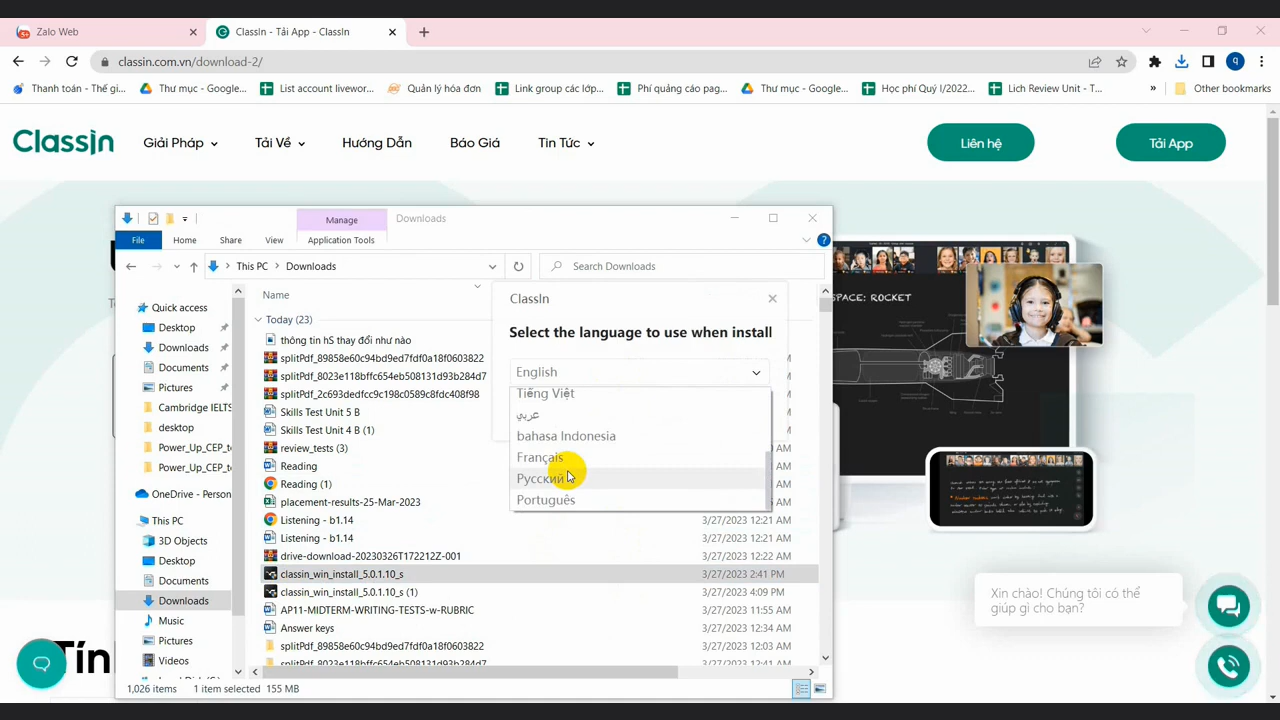 Zalo Web
ClassIn - Tải App - ClassIn
classin.com.vn/download-2/
q
Thanh toán - Thế gi...
Thư mục - Google...
List account livewor...
Quản lý hóa đơn
Link group các lớp...
Phí quảng cáo pag...
Thư mục - Google...
Học phí Quý I/2022...
Lich Review Unit - T...
»
Other bookmarks
ClassIn
Giải Pháp
Tải Về
Hướng Dẫn
Báo Giá
Tin Tức
Liên hệ
Tải App
Manage
Downloads
File
Home
Share
View
Application Tools
This PC
Downloads
Search Downloads
Quick access
Desktop
Downloads
Documents
Pictures
Cambridge IELTS
desktop
Power_Up_CEP_te
Power_Up_CEP_t
OneDrive - Person
This PC
3D Objects
Desktop
Documents
Downloads
Music
Pictures
Videos
Name
Today (23)
thông tin hS thay đổi như nào
splitPdf_89858e60c94bd9ed7fdf0a18f0603822
splitPdf_8023e118bfc654eb508131d93b284d7
splitPdf_2c693dedfcc9c198c0589c8fdc408f98
Skills Test Unit 5 B
Skills Test Unit 4 B (1)
review_tests (3)
Reading
Reading (1)
results-25-Mar-2023
Listening - b1.14
3/27/2023 12:21 AM
Listening - b1.14
3/27/2023 12:21 AM
drive-download-20230326T172212Z-001
3/27/2023 12:22 AM
classin_win_install_5.0.1.10_s
3/27/2023 2:41 PM
classin_win_install_5.0.1.10_s (1)
3/27/2023 4:09 PM
AP11-MIDTERM-WRITING-TESTS-w-RUBRIC
3/27/2023 11:55 AM
Answer keys
3/27/2023 12:34 AM
splitPdf_89858e60c94bd9ed7fdf0a18f0603822
3/27/2023 12:03 AM
splitPdf_8023e118bfc654eb508131d93b284d7
3/27/2023 12:41 AM
ClassIn
Select the language to use when install
English
Tiếng Việt
عربي
bahasa Indonesia
Français
Русский
Português
1,026 items
1 item selected
155 MB
SPACE: ROCKET
Xin chào! Chúng tôi có thể
giúp gì cho bạn?
Tín